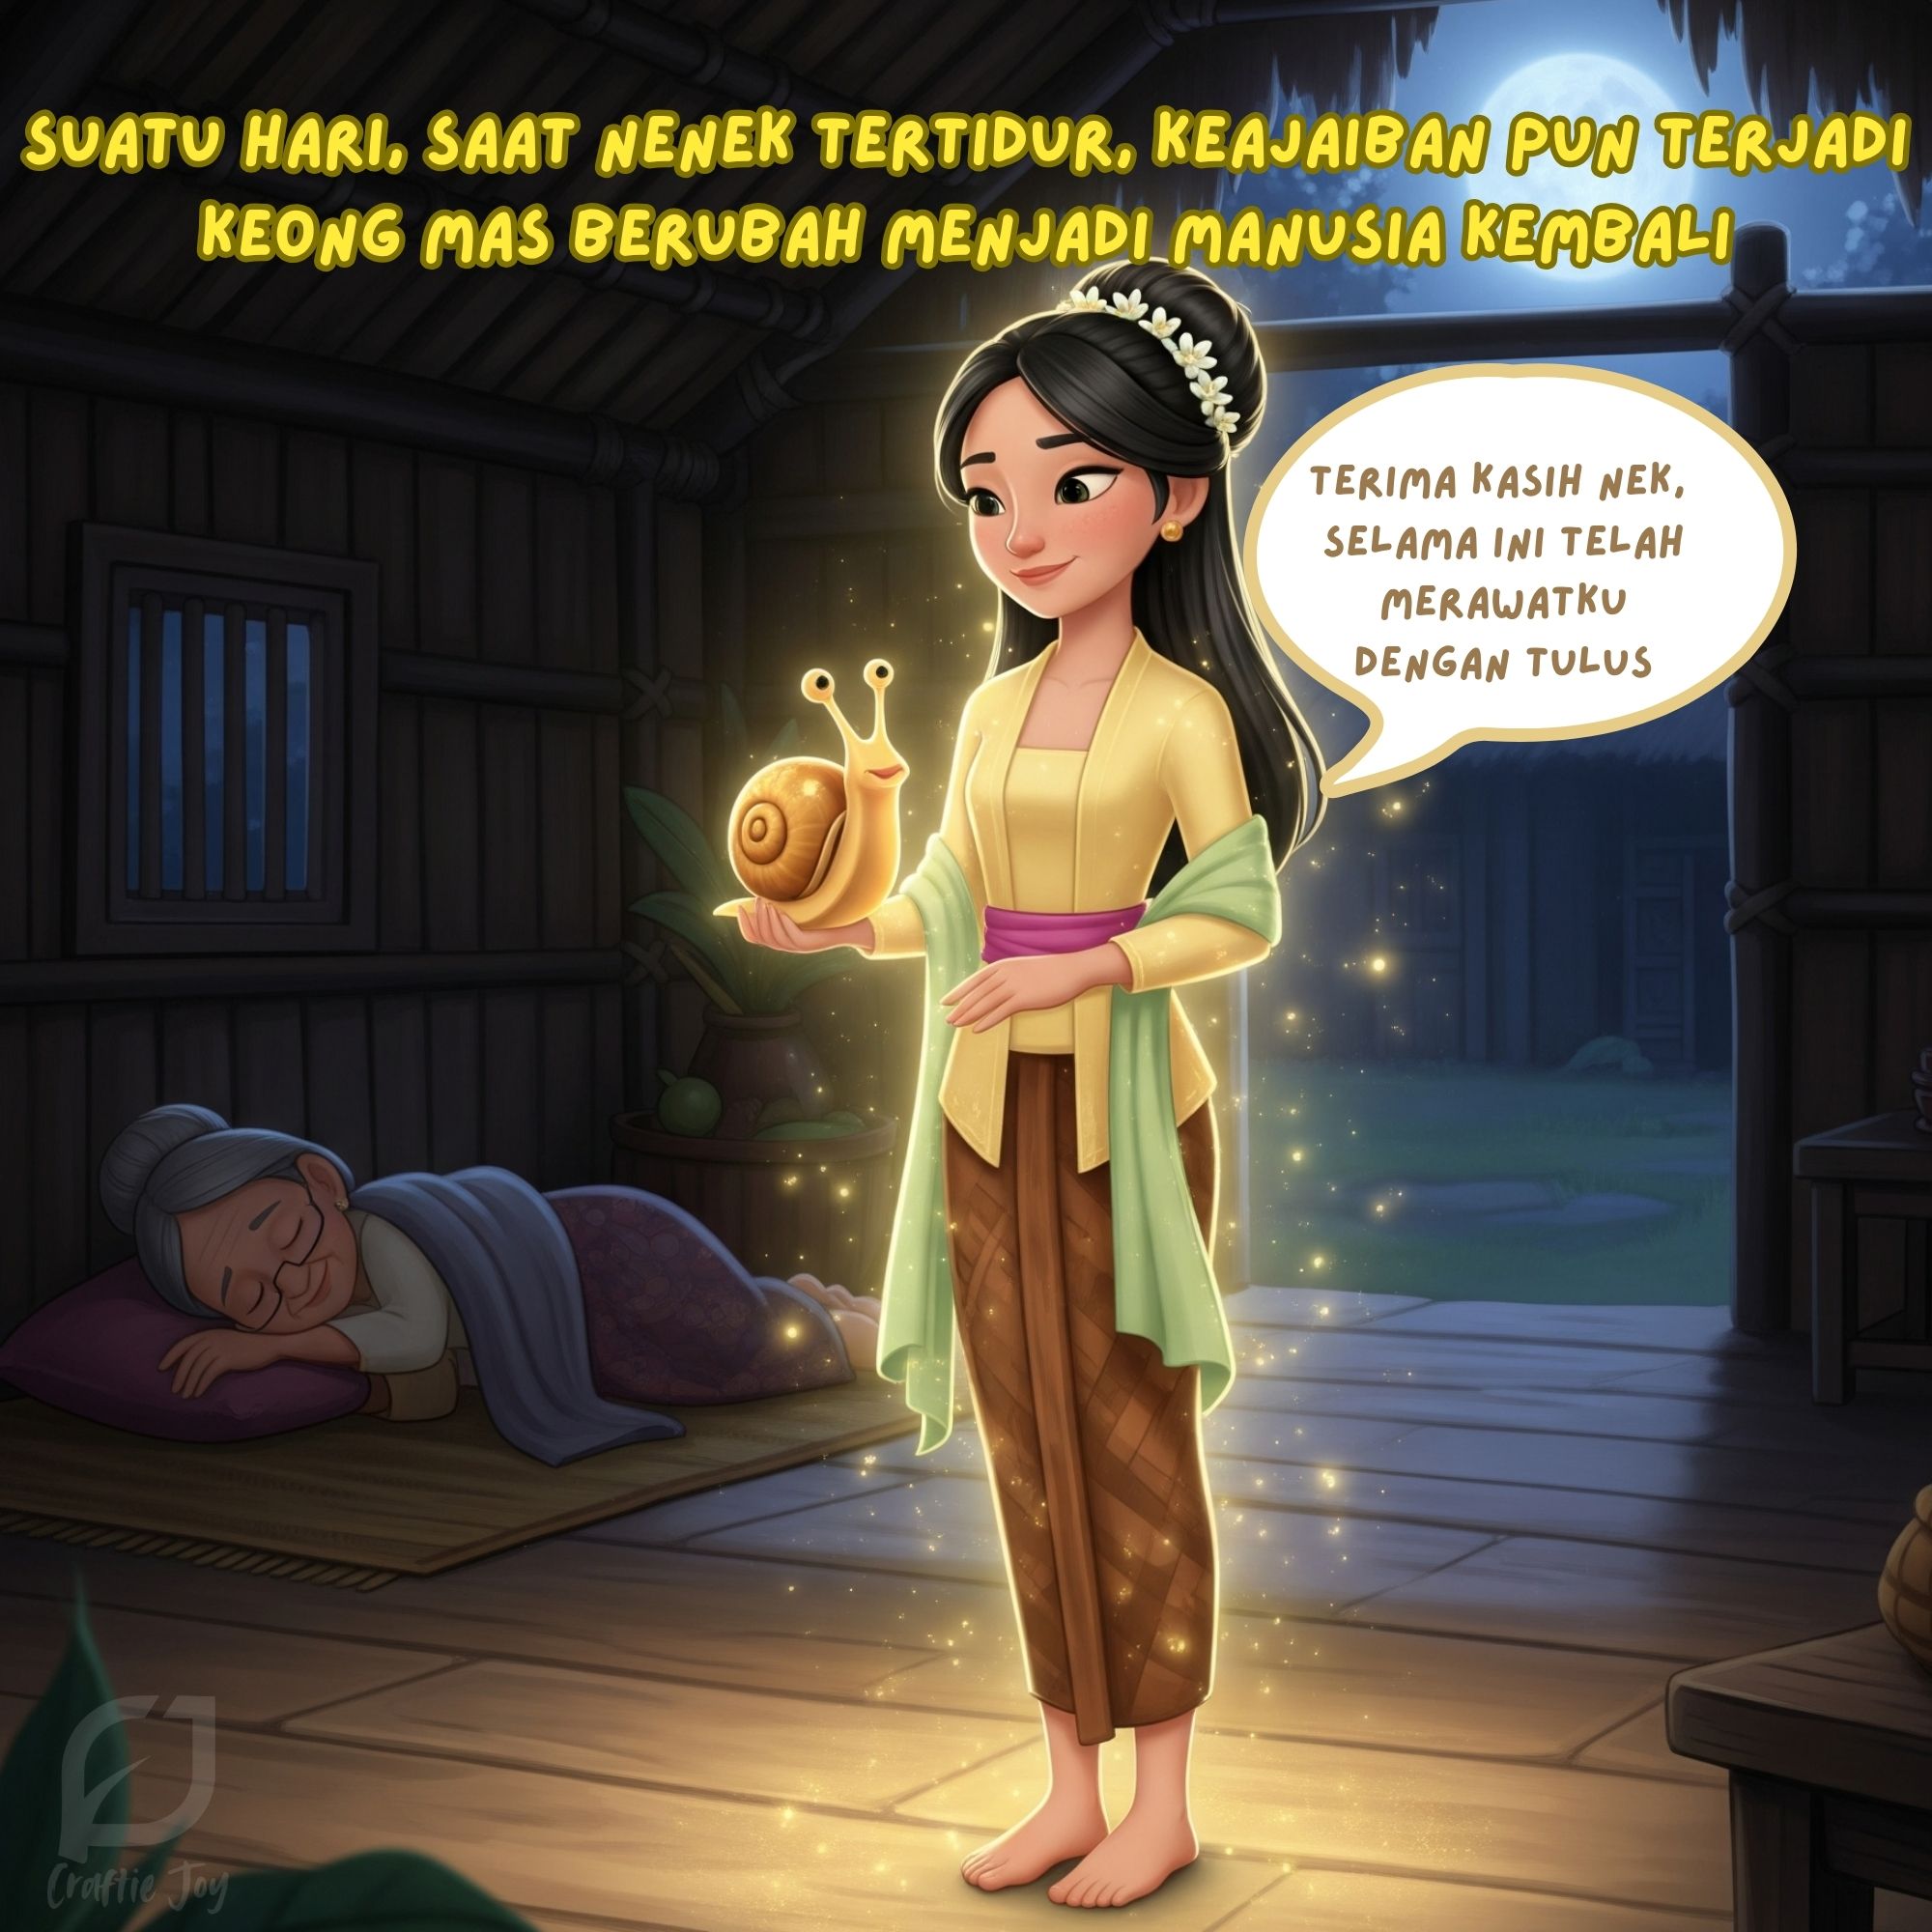 SUATU HARI, SAAT NENEK TERTIDUR, KEAJAIBAN PUN TERJADI
KEONG MAS BERUBAH MENJADI MANUSIA KEMBALI
TERIMA KASIH NEK,
SELAMA INI TELAH
MERAWATKU
DENGAN TULUS
Craftie Joy